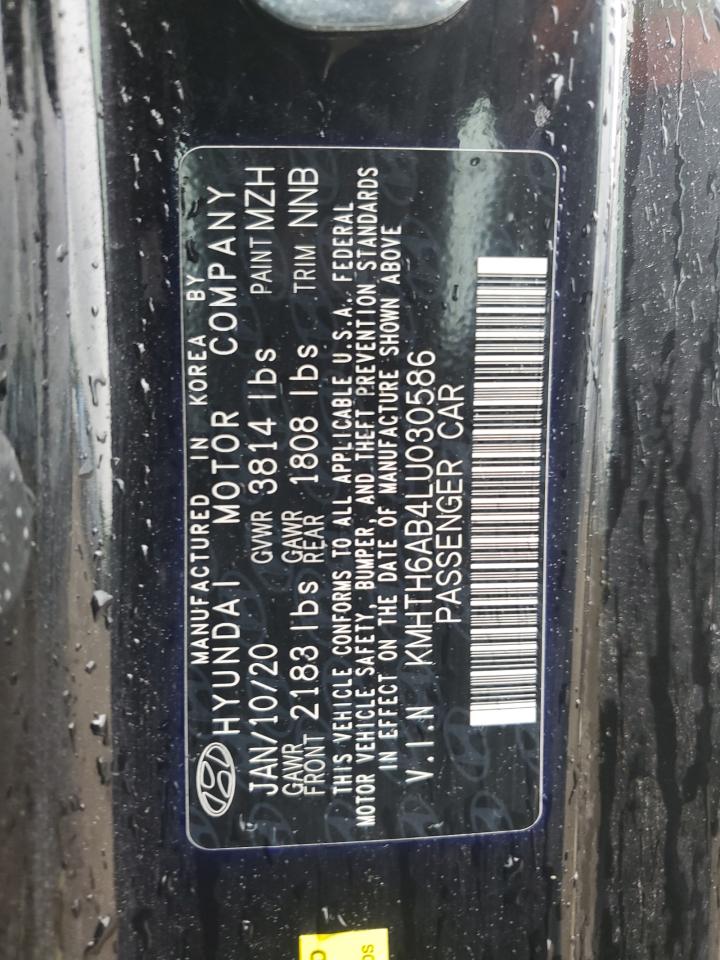 MANUFACTURED IN KOREA BY
HYUNDAI MOTOR COMPANY
JAN/10/20 GVWR 3814 lbs PAINT MZH
GAWR FRONT 2183 lbs GAWR REAR 1808 lbs TRIM NNB
THIS VEHICLE CONFORMS TO ALL APPLICABLE U.S.A. FEDERAL
MOTOR VEHICLE SAFETY, BUMPER, AND THEFT PREVENTION STANDARDS
IN EFFECT ON THE DATE OF MANUFACTURE SHOWN ABOVE
V.I.N KMHTH6AB4LU030586
PASSENGER CAR